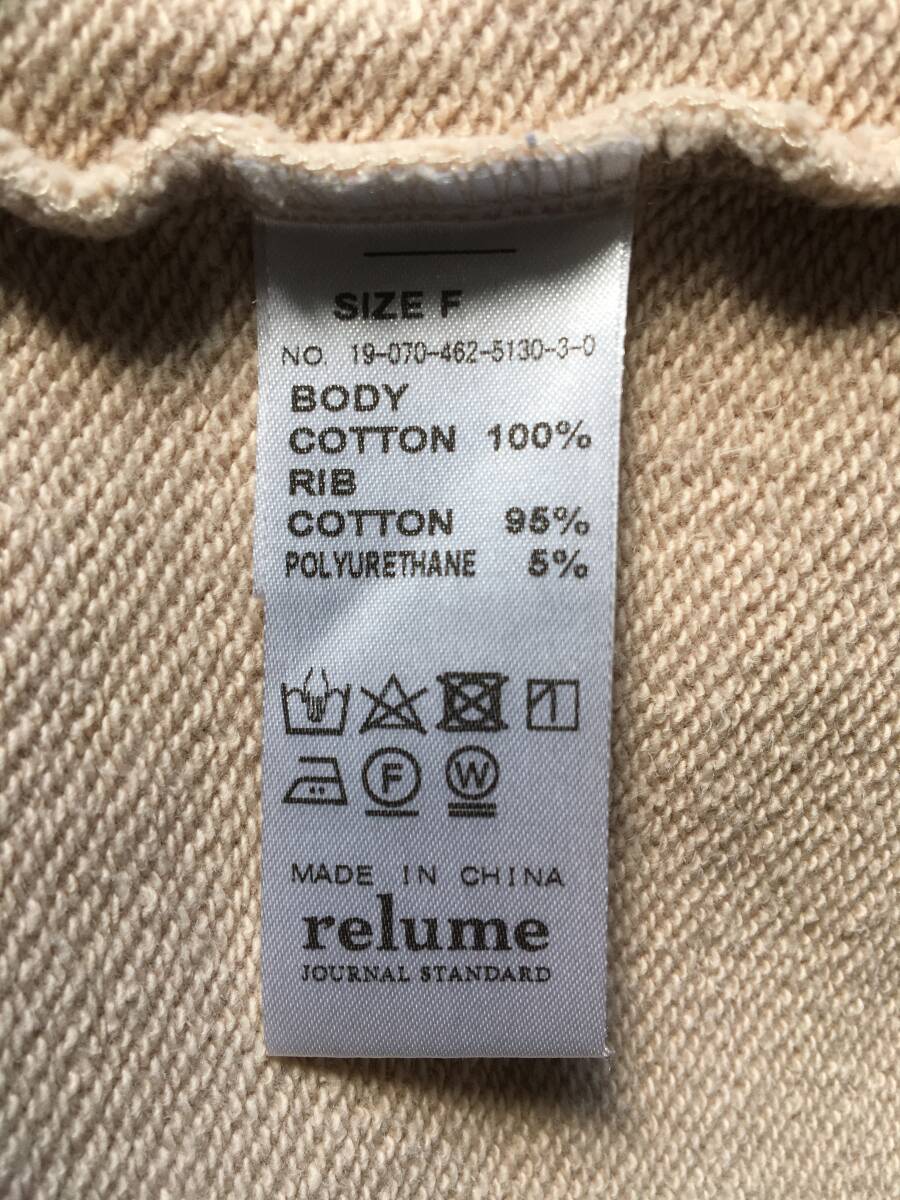 SIZE F
NO. 19-070-462-5130-3-0
BODY
COTTON 100%
RIB
COTTON 95%
POLYURETHANE 5%
F W
MADE IN CHINA
relume
JOURNAL STANDARD